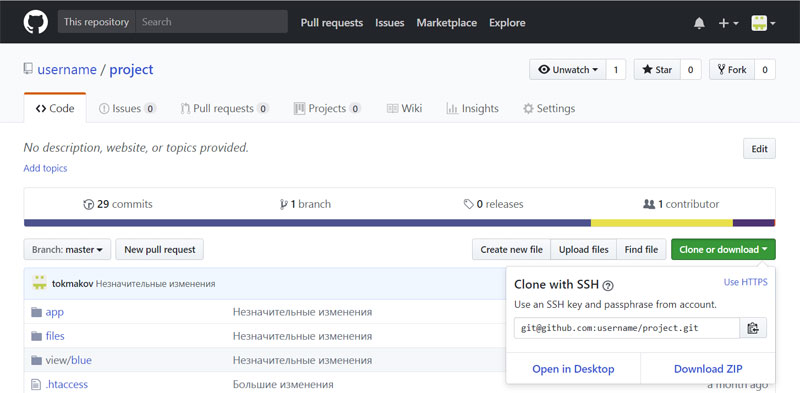 This repository Search Pull requests Issues Marketplace Explore
username / project Unwatch 1 Star 0 Fork 0
Code Issues 0 Pull requests 0 Projects 0 Wiki Insights Settings
No description, website, or topics provided. Edit
Add topics
29 commits 1 branch 0 releases 1 contributor
Branch: master New pull request Create new file Upload files Find file Clone or download
tokmakov Незначительные изменения
Clone with SSH ? Use HTTPS
Use an SSH key and passphrase from account.
app Незначительные изменения
git@github.com:username/project.git
files Незначительные изменения
view/blue Незначительные изменения
Open in Desktop Download ZIP
.htaccess Большие изменения a month ago